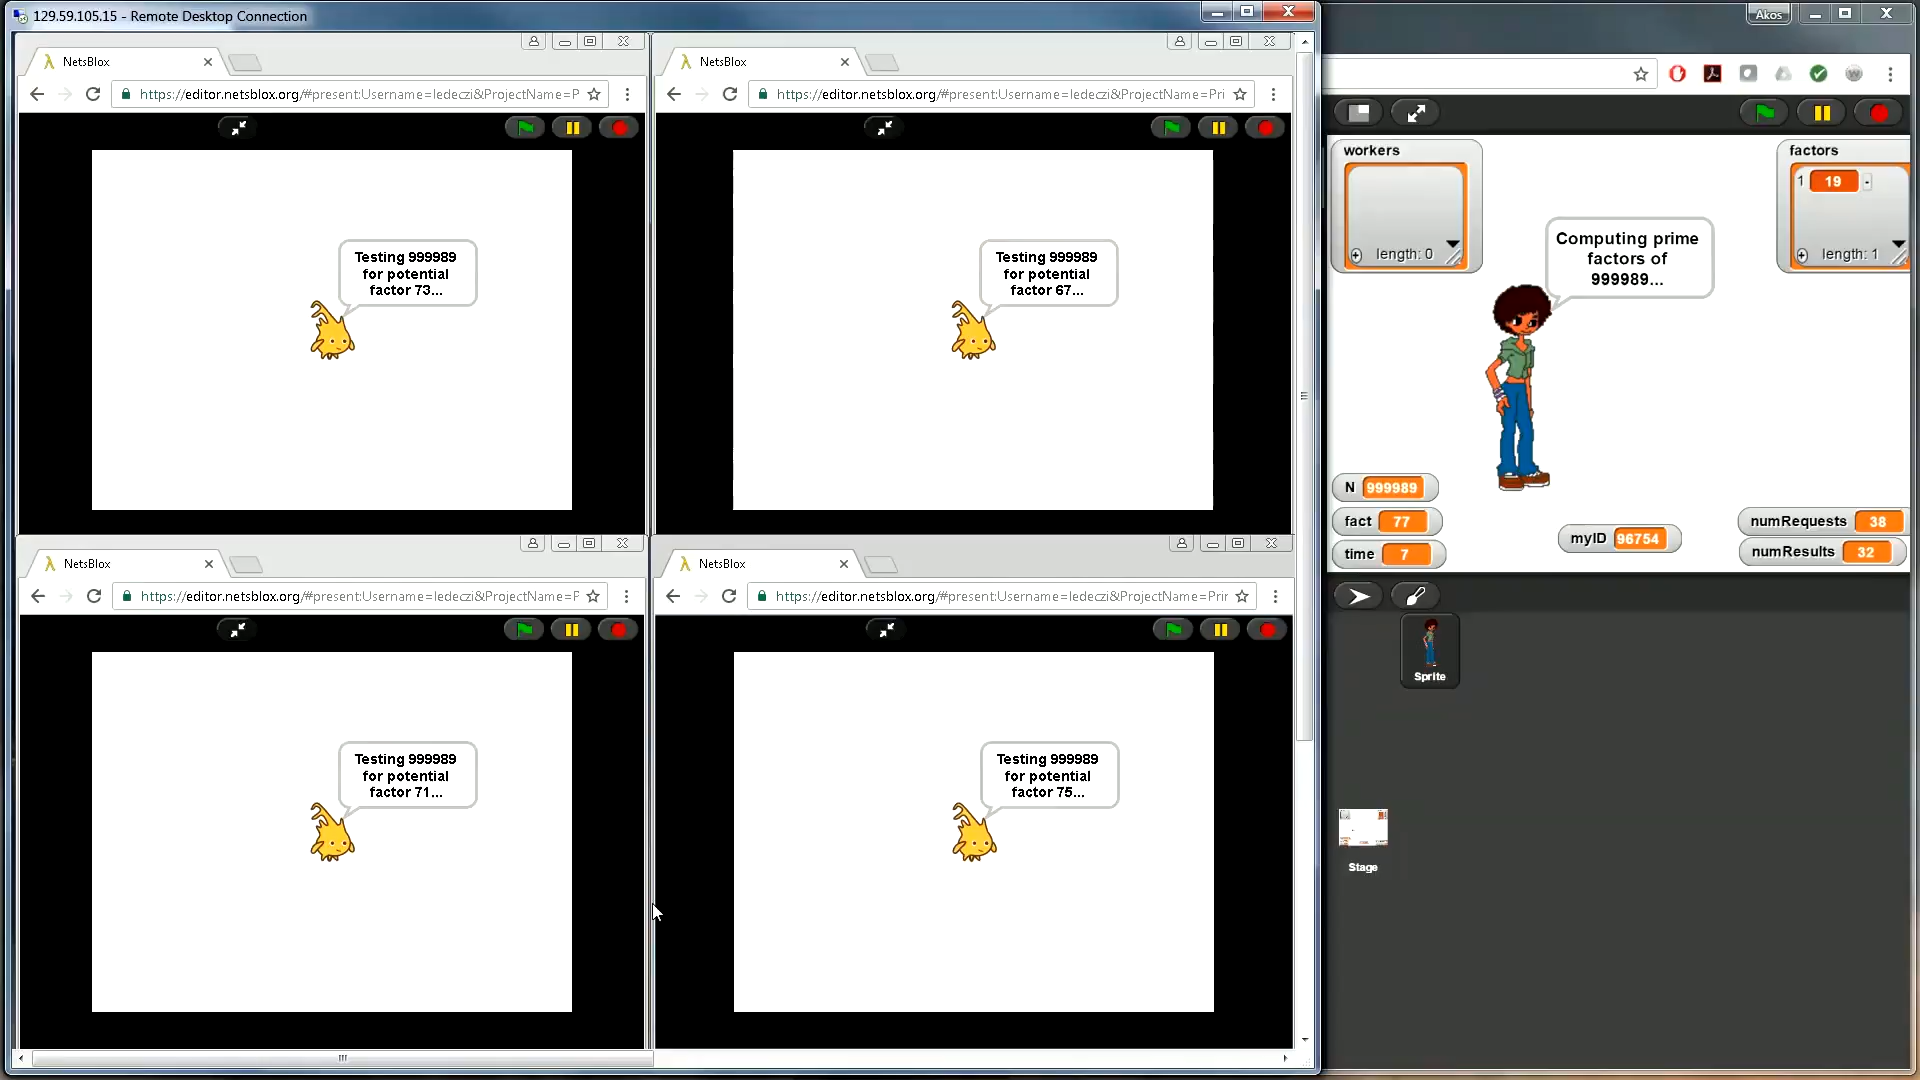 129.59.105.15 - Remote Desktop Connection
Akos
NetsBlox
NetsBlox
https://editor.netsblox.org/#present:Username=ledeczi&ProjectName=P
https://editor.netsblox.org/#present:Username=ledeczi&ProjectName=Pri
Testing 999989
for potential
factor 73...
Testing 999989
for potential
factor 67...
workers
length: 0
factors
1 19 -
length: 1
Computing prime
factors of
999989...
N 999989
fact 77
time 7
myID 96754
numRequests 38
numResults 32
NetsBlox
NetsBlox
https://editor.netsblox.org/#present:Username=ledeczi&ProjectName=P
https://editor.netsblox.org/#present:Username=ledeczi&ProjectName=Prir
Testing 999989
for potential
factor 71...
Testing 999989
for potential
factor 75...
Sprite
Stage